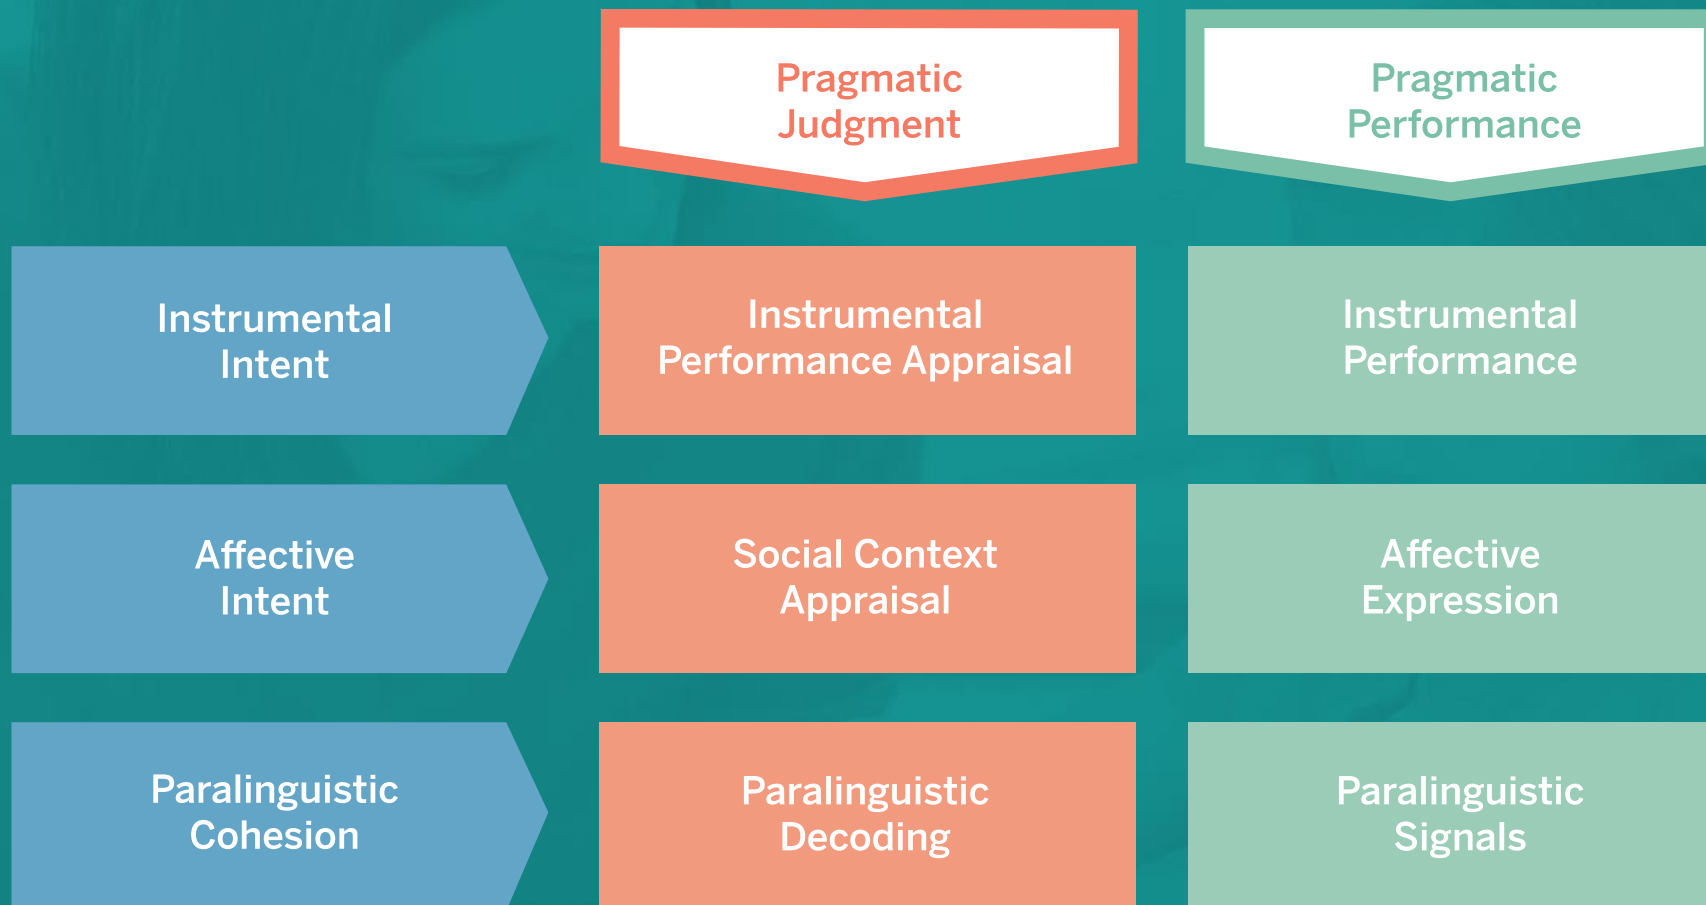 Pragmatic
Judgment
Pragmatic
Performance
Instrumental
Intent
Instrumental
Performance Appraisal
Instrumental
Performance
Affective
Intent
Social Context
Appraisal
Affective
Expression
Paralinguistic
Cohesion
Paralinguistic
Decoding
Paralinguistic
Signals